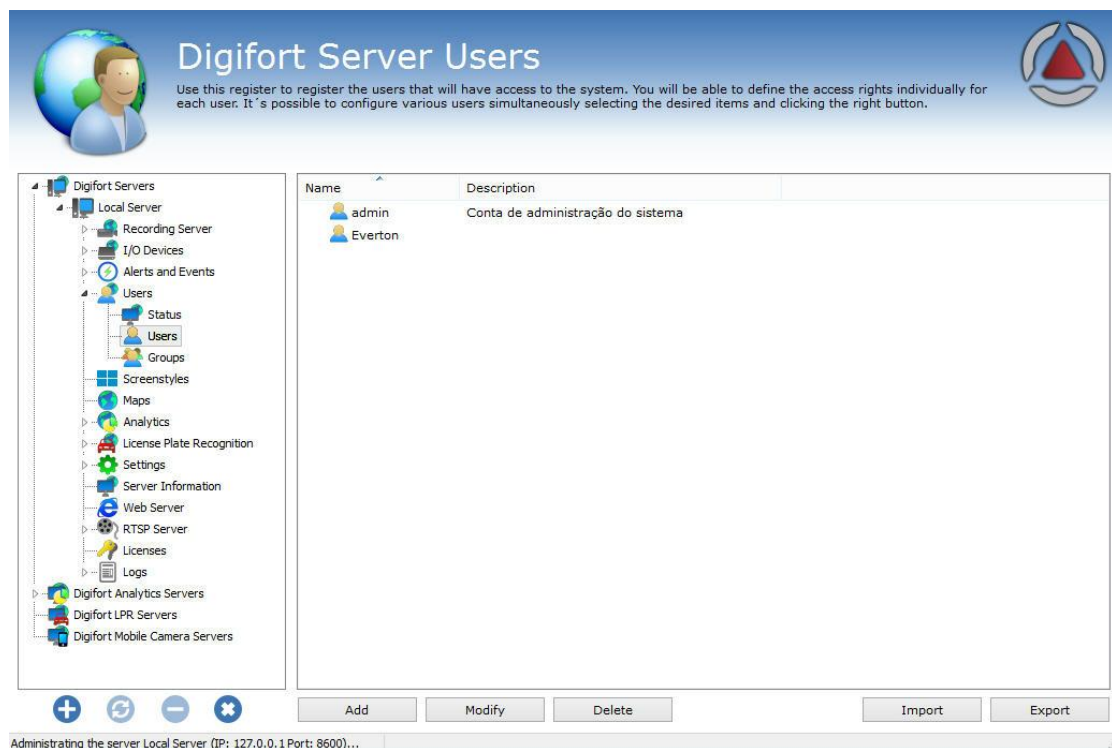 Digifort Server Users
Use this register to register the users that will have access to the system. You will be able to define the access rights individually for
each user. It´s possible to configure various users simultaneously selecting the desired items and clicking the right button.
Digifort Servers
Local Server
Recording Server
I/O Devices
Alerts and Events
Users
Status
Users
Groups
Screenstyles
Maps
Analytics
License Plate Recognition
Settings
Server Information
Web Server
RTSP Server
Licenses
Logs
Digifort Analytics Servers
Digifort LPR Servers
Digifort Mobile Camera Servers
Name Description
admin Conta de administração do sistema
Everton
Add Modify Delete Import Export
Administrating the server Local Server (IP: 127.0.0.1 Port: 8600)...